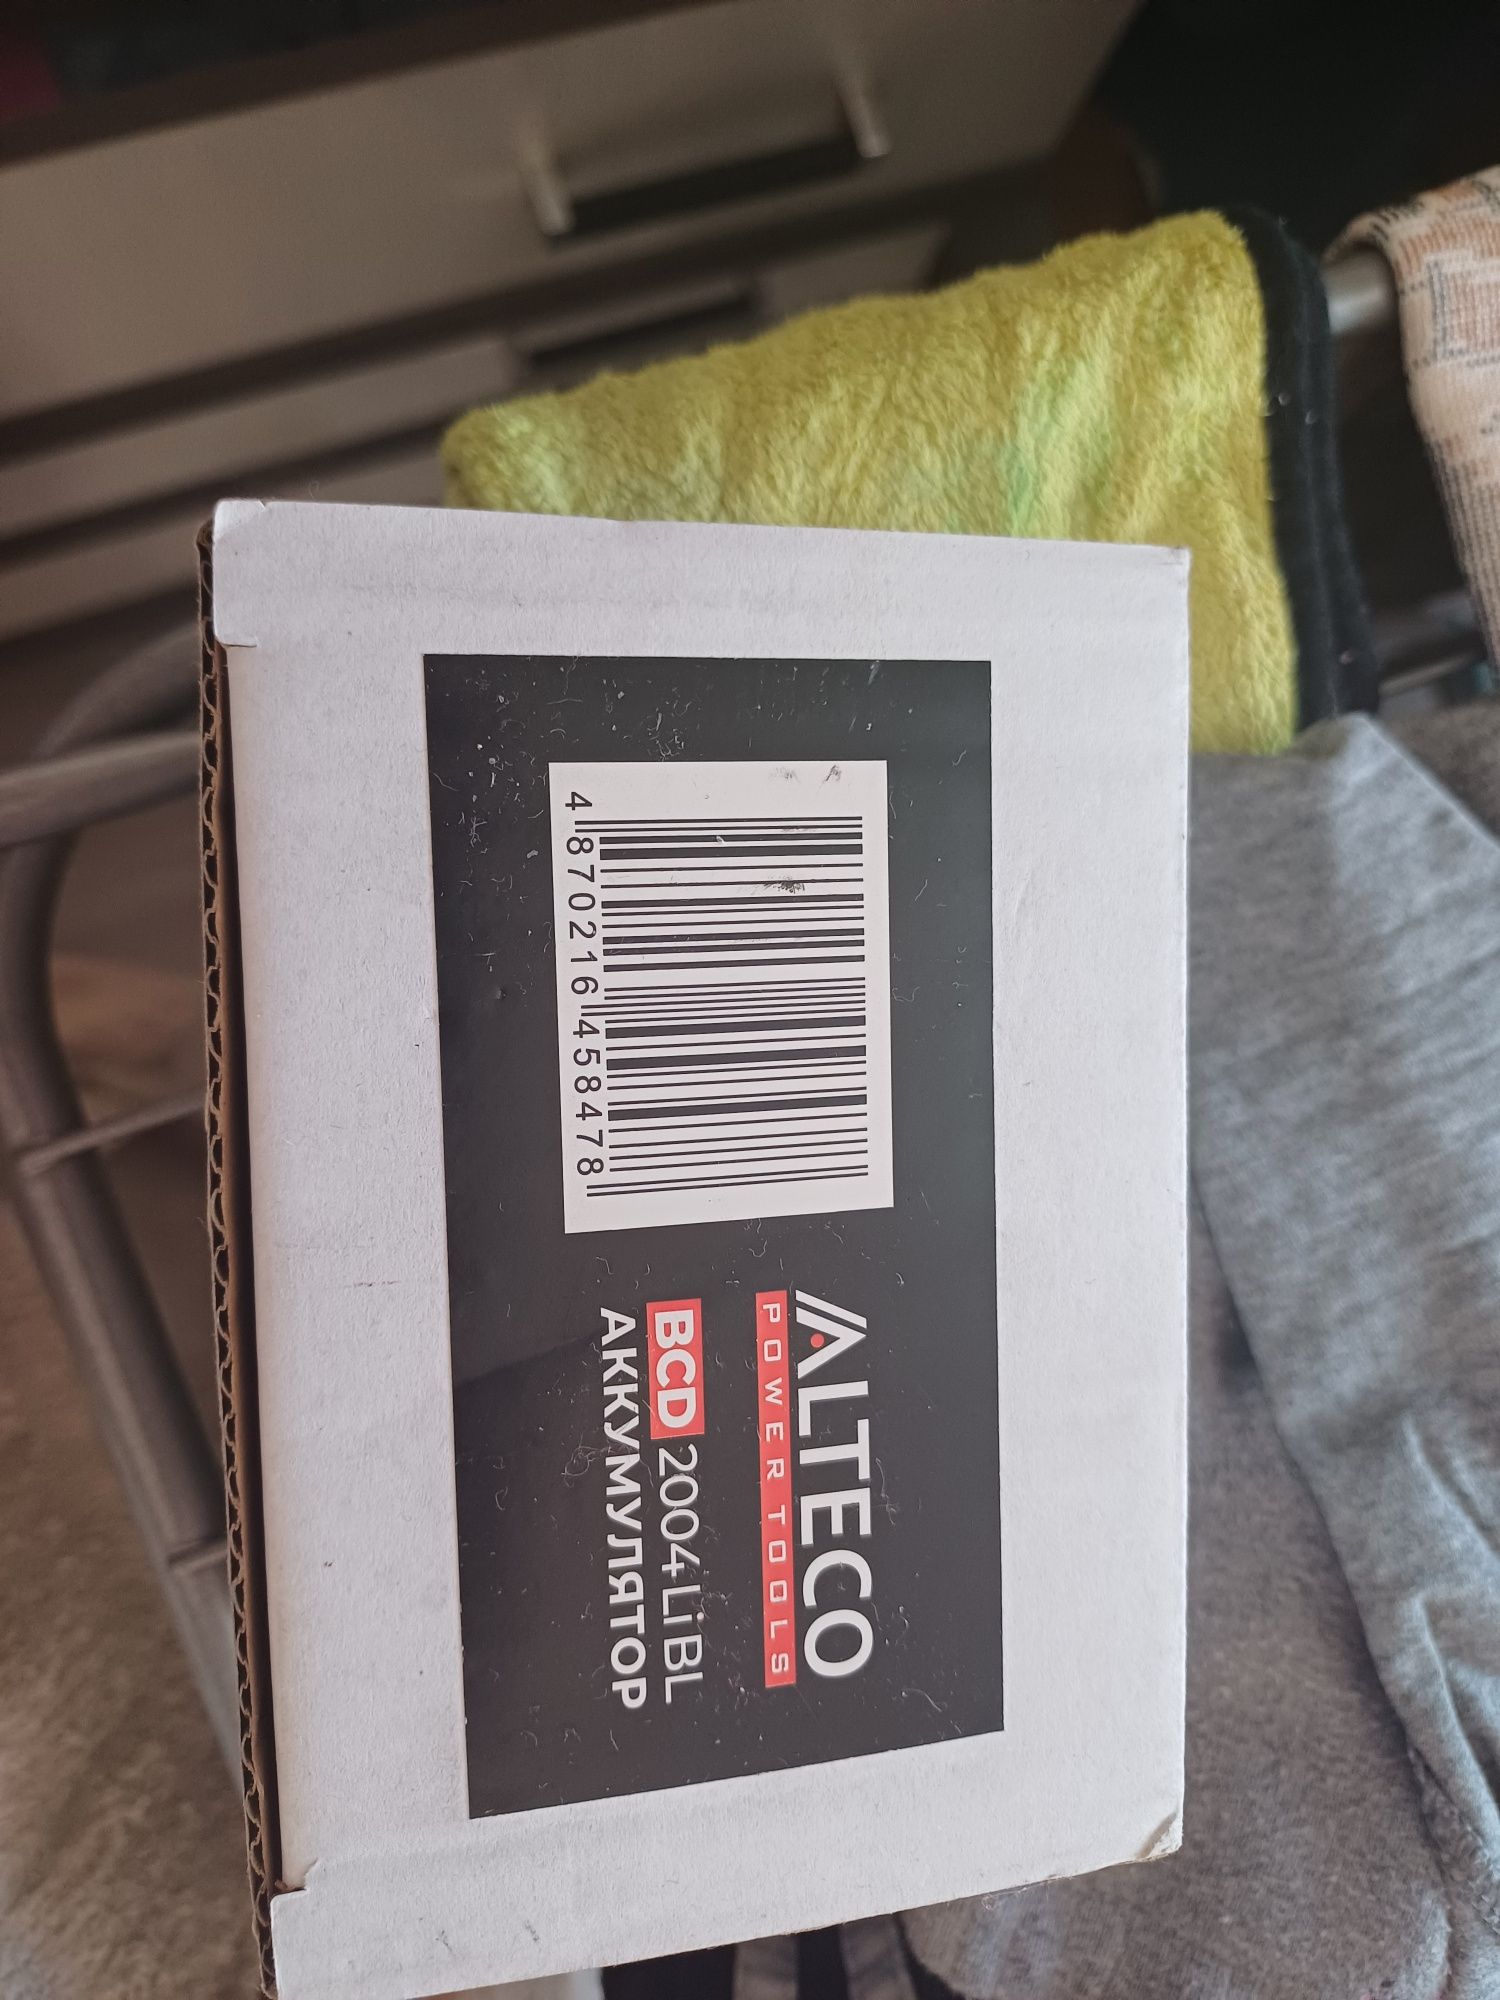 ALTECO
POWER TOOLS
BCD 2004+LiBL
АККУМУЛЯТОР
4 870216 458478